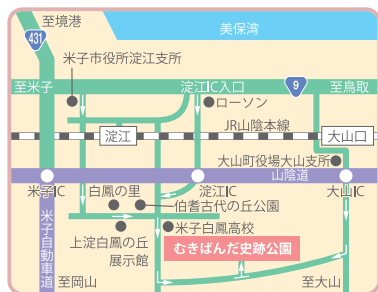 至境港
431
美保湾
米子市役所淀江支所
至米子
淀江IC入口
9
至鳥取
ローソン
JR山陰本線
淀江
大山口
大山町役場大山支所
山陰道
米子IC
白鳳の里
淀江IC
大山IC
伯耆古代の丘公園
米子自動車道
上淀白鳳の丘
展示館
米子白鳳高校
むきばんだ史跡公園
至岡山
至大山